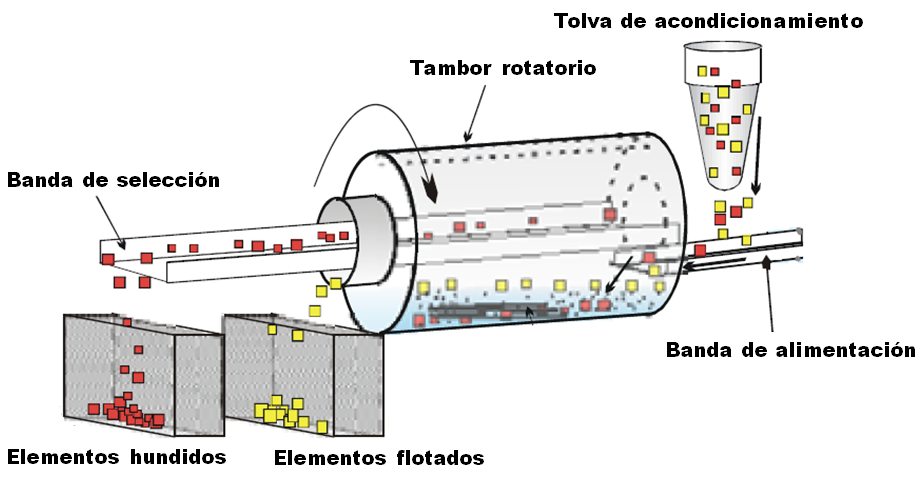 Tolva de acondicionamiento
Tambor rotatorio
Banda de selección
Banda de alimentación
Elementos hundidos
Elementos flotados